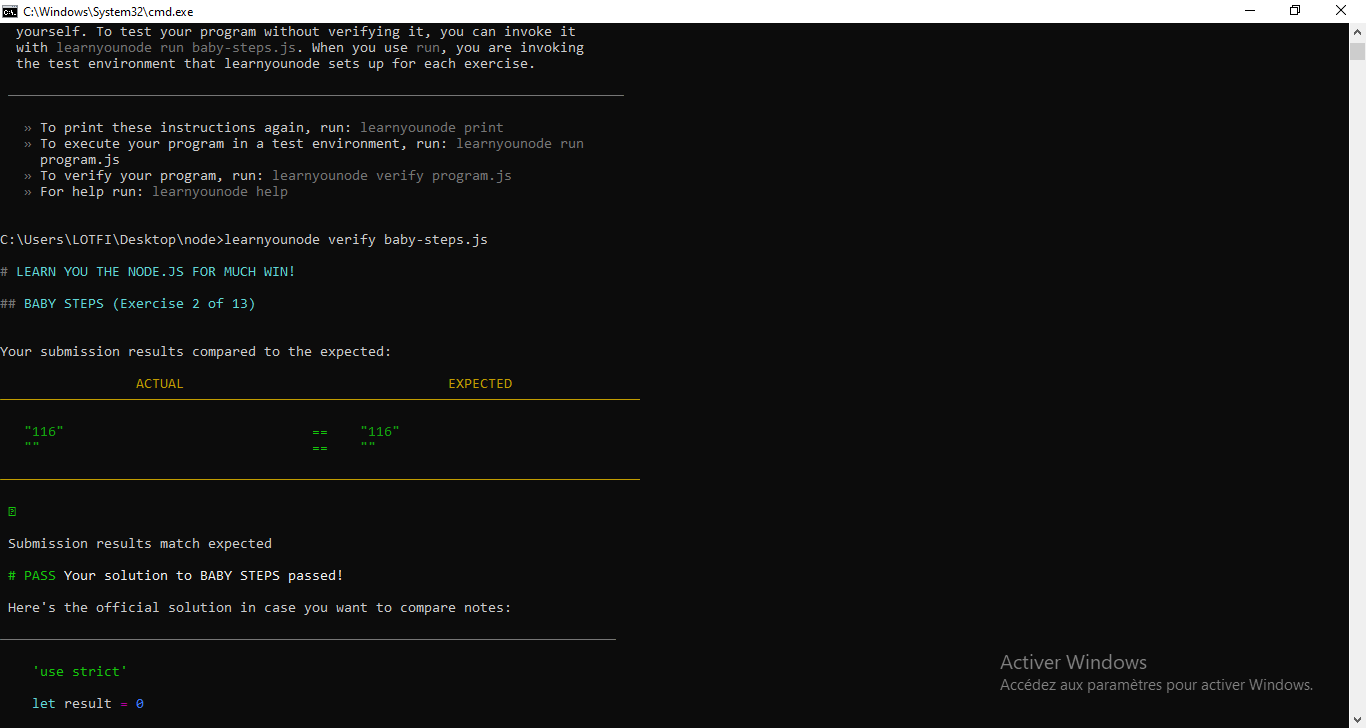 C:\Windows\System32\cmd.exe
yourself. To test your program without verifying it, you can invoke it
with learnyounode run baby-steps.js. When you use run, you are invoking
the test environment that learnyounode sets up for each exercise.
» To print these instructions again, run: learnyounode print
» To execute your program in a test environment, run: learnyounode run
program.js
» To verify your program, run: learnyounode verify program.js
» For help run: learnyounode help
C:\Users\LOTFI\Desktop\node>learnyounode verify baby-steps.js
# LEARN YOU THE NODE.JS FOR MUCH WIN!
## BABY STEPS (Exercise 2 of 13)
Your submission results compared to the expected:
ACTUAL EXPECTED
"116" == "116"
"" == ""
Submission results match expected
# PASS Your solution to BABY STEPS passed!
Here's the official solution in case you want to compare notes:
'use strict'
let result = 0
Activer Windows
Accédez aux paramètres pour activer Windows.